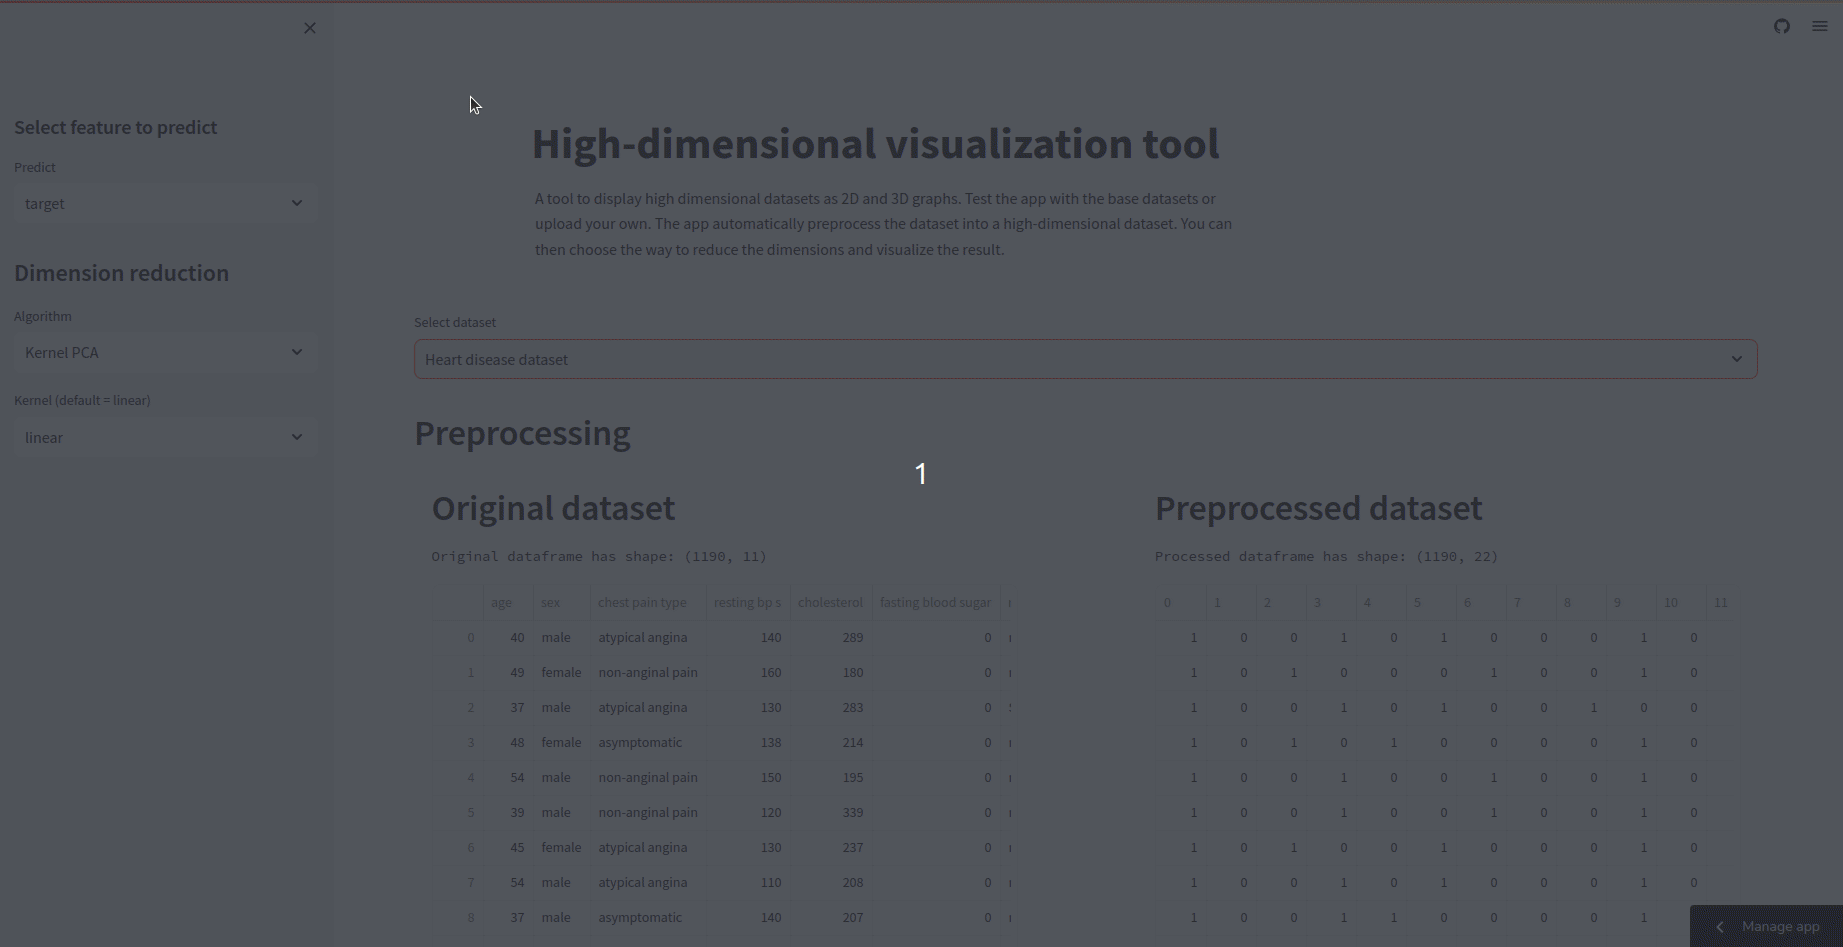 Select feature to predict
Predict
target
Dimension reduction
Algorithm
Kernel PCA
Kernel (default = linear)
linear
High-dimensional visualization tool
A tool to display high dimensional datasets as 2D and 3D graphs. Test the app with the base datasets or
upload your own. The app automatically preprocess the dataset into a high-dimensional dataset. You can
then choose the way to reduce the dimensions and visualize the result.
Select dataset
Heart disease dataset
Preprocessing
1
Original dataset
Original dataframe has shape: (1190, 11)
age sex chest pain type resting bp s cholesterol fasting blood sugar
0 40 male atypical angina 140 289 0
1 49 female non-anginal pain 160 180 0
2 37 male atypical angina 130 283 0
3 48 female asymptomatic 138 214 0
4 54 male non-anginal pain 150 195 0
5 39 male non-anginal pain 120 339 0
6 45 female atypical angina 130 237 0
7 54 male atypical angina 110 208 0
8 37 male asymptomatic 140 207 0
Preprocessed dataset
Processed dataframe has shape: (1190, 22)
0 1 2 3 4 5 6 7 8 9 10 11
1 0 0 1 0 1 0 0 0 1 0
1 0 1 0 0 0 1 0 0 1 0
1 0 0 1 0 1 0 0 1 0 0
1 0 1 0 1 0 0 0 0 1 0
1 0 0 1 0 0 1 0 0 1 0
1 0 0 1 0 0 1 0 0 1 0
1 0 1 0 0 1 0 0 0 1 0
1 0 0 1 0 1 0 0 0 1 0
1 0 0 1 1 0 0 0 0 1
Manage app